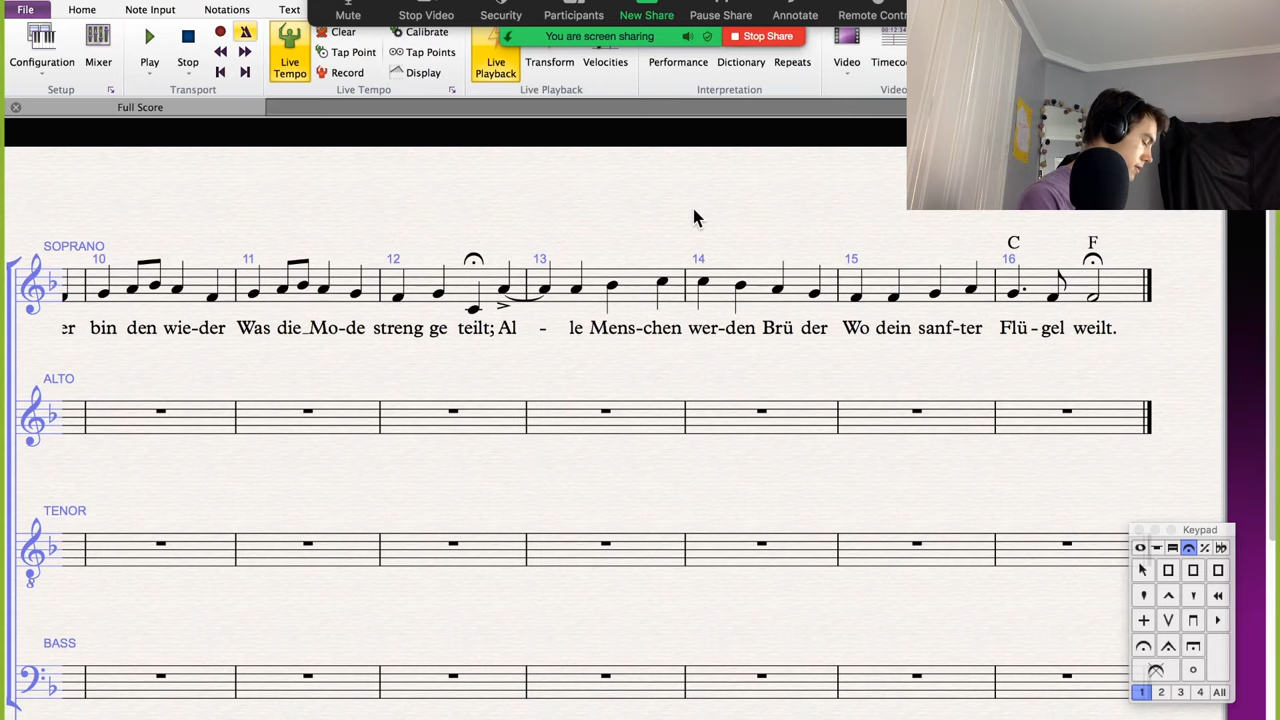 File Home Note Input Notations Text
Mute Stop Video Security Participants New Share Pause Share Annotate Remote Contr
You are screen sharing Stop Share
Clear Calibrate
Tap Point Tap Points
Configuration Mixer Play Stop Live Tempo Record Display Live Playback Transform Velocities Performance Dictionary Repeats Video Timecod
Setup Transport Live Tempo Live Playback Interpretation Video
Full Score
C F
SOPRANO
10 11 12 13 14 15 16
er bin den wie-der Was die_Mo-de streng ge teilt; Al - le Mens-chen wer-den Brü der Wo dein sanf-ter Flü-gel weilt.
ALTO
TENOR
8
BASS
Keypad
1 2 3 4 All